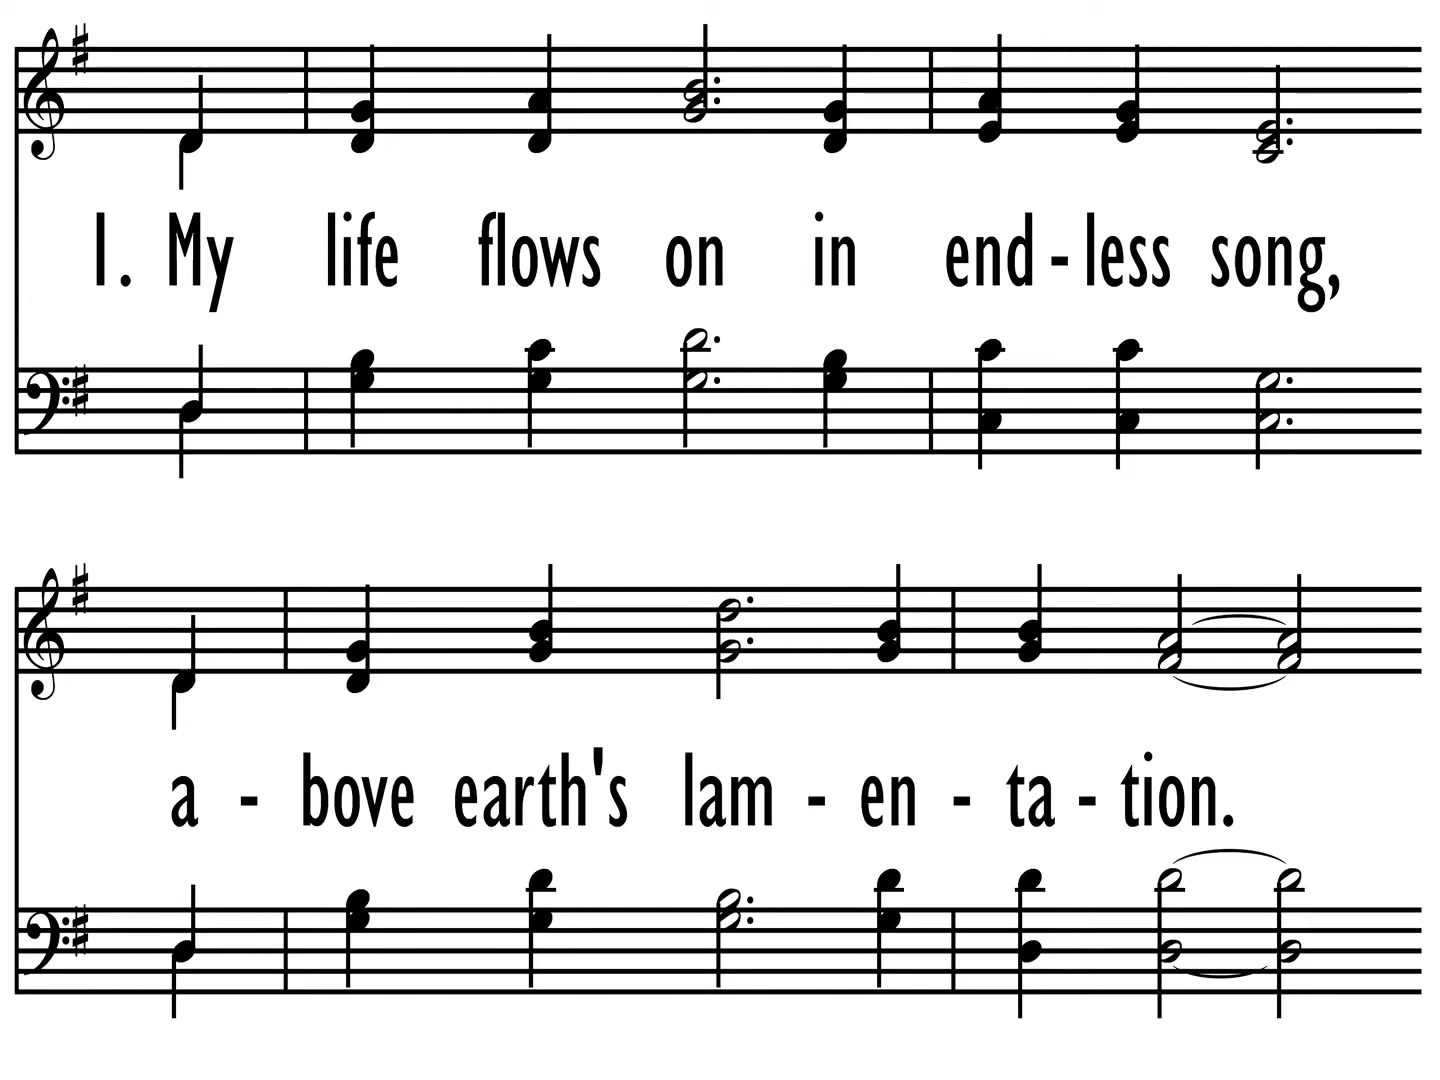 1. My life flows on in end - less song,
a - bove earth's lam - en - ta - tion.